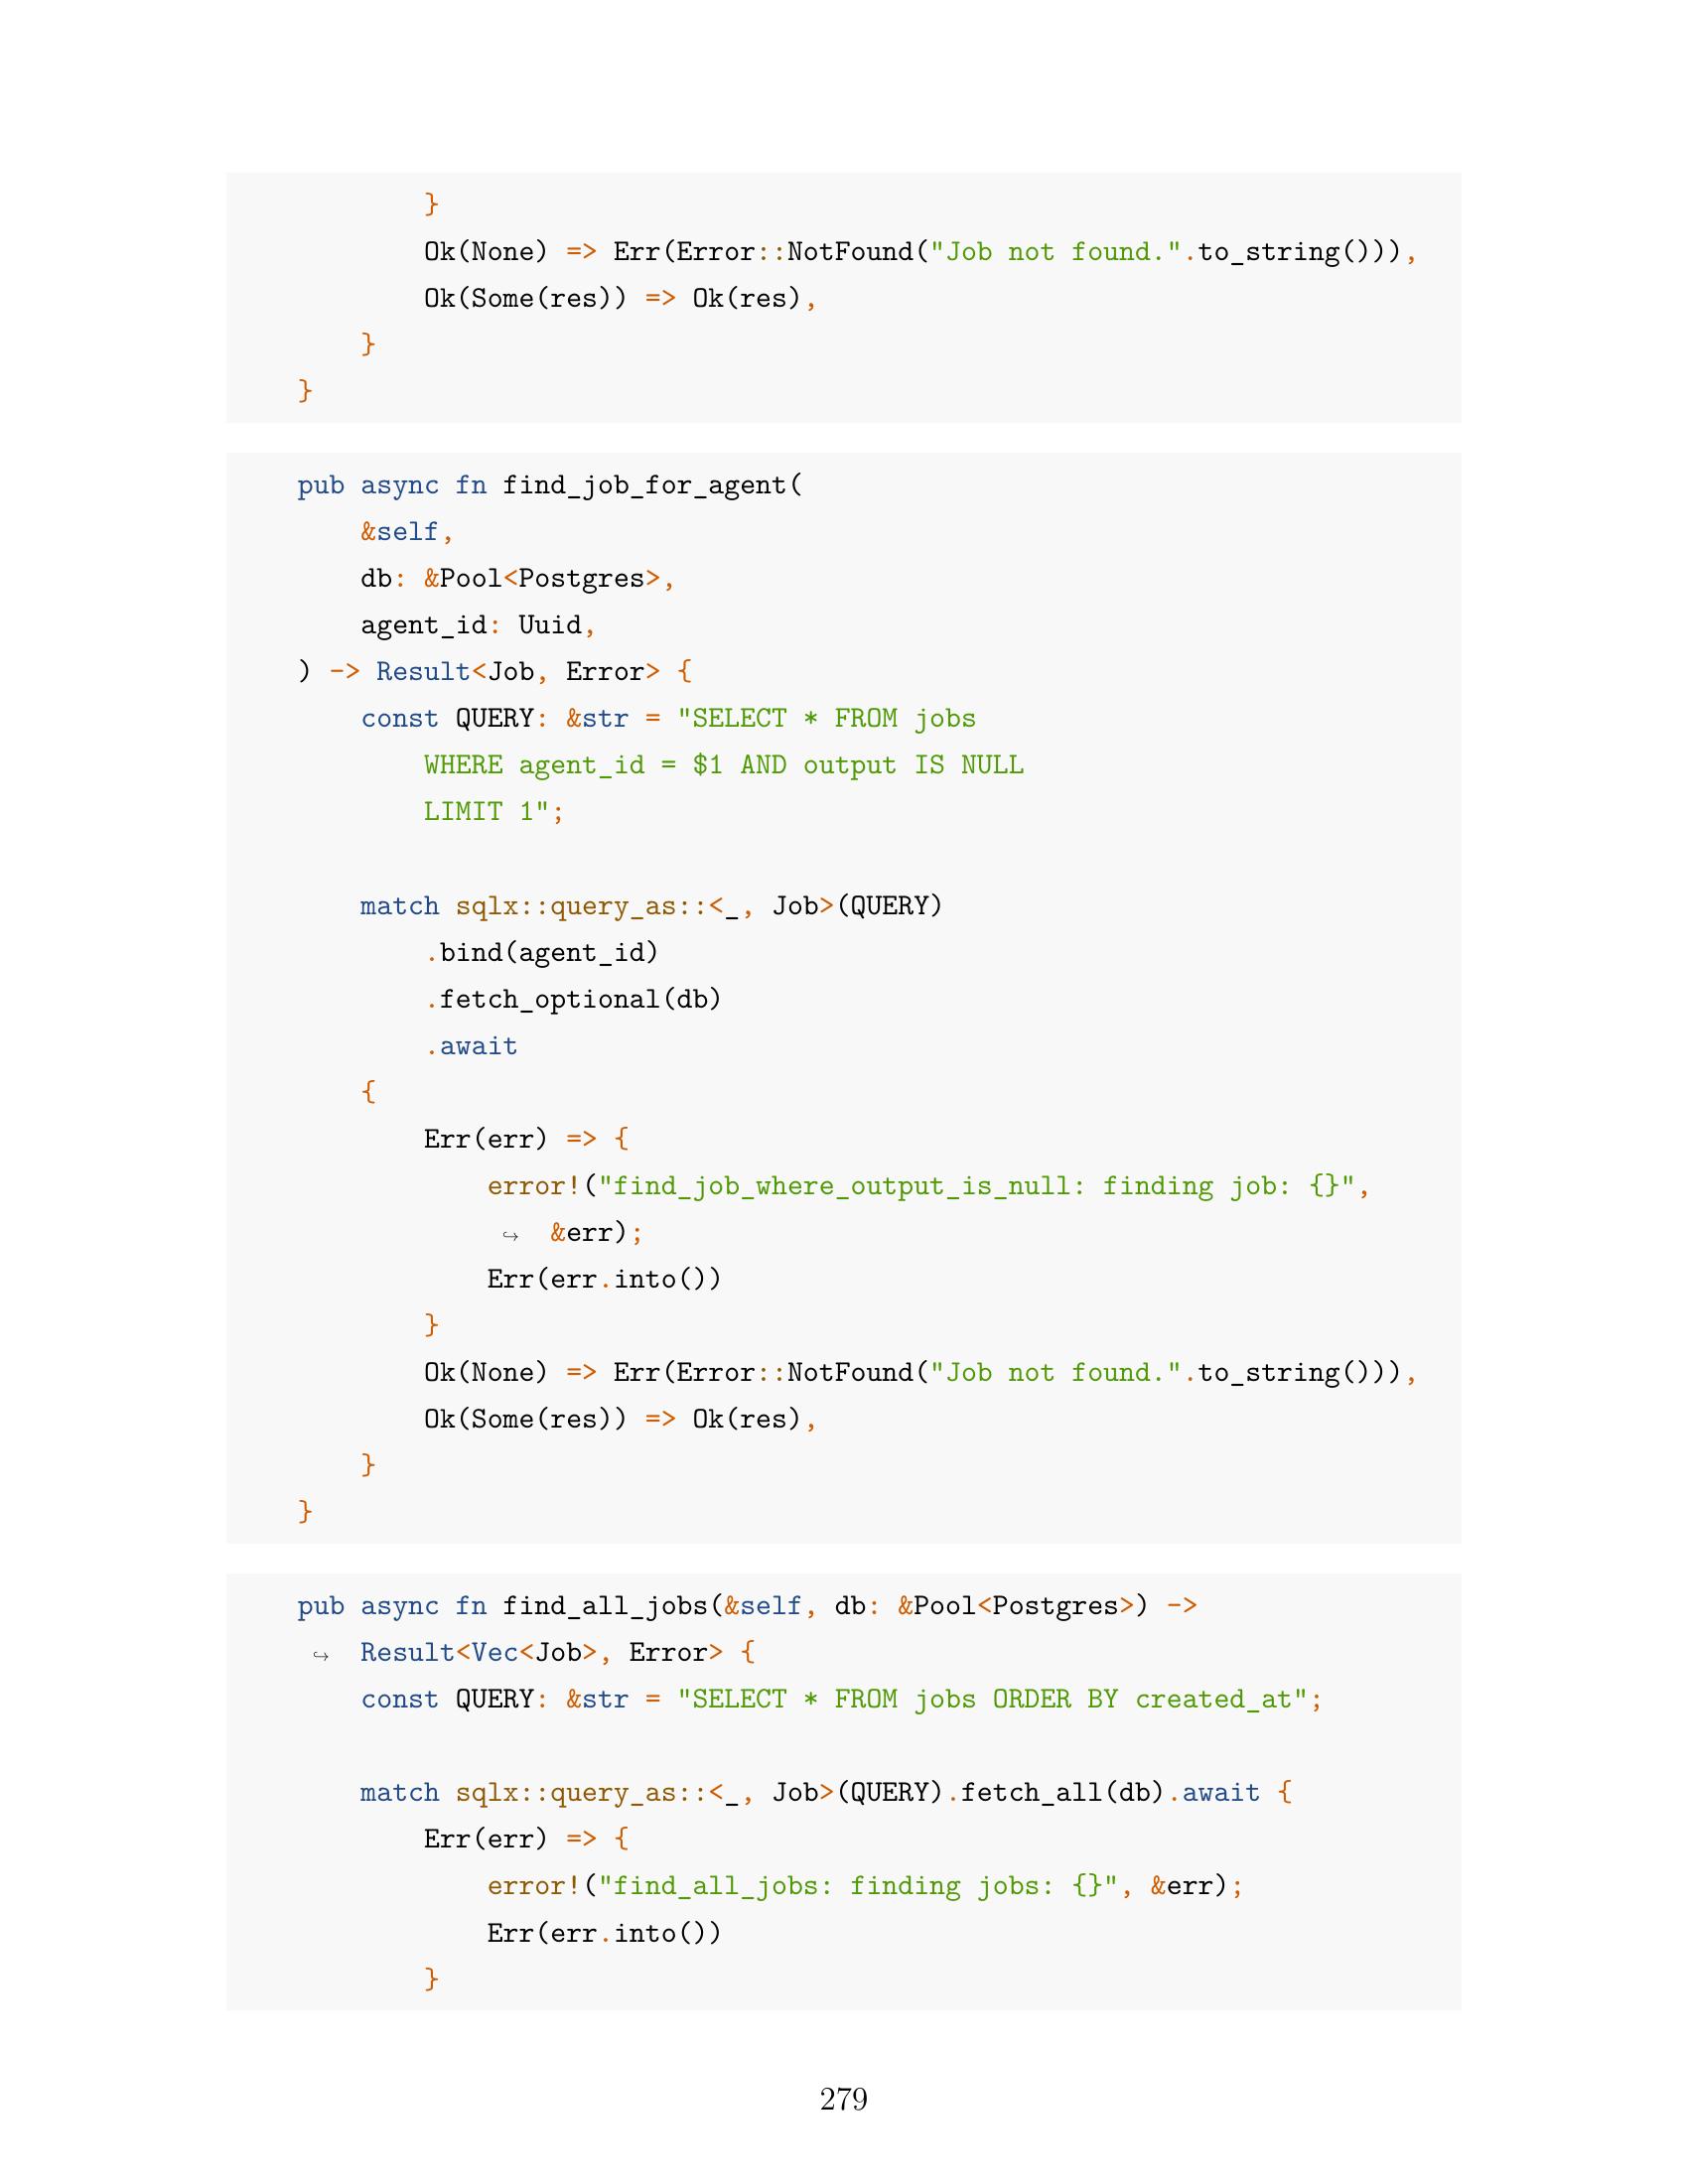 }
        Ok(None) => Err(Error::NotFound("Job not found.".to_string())),
        Ok(Some(res)) => Ok(res),
    }
}
pub async fn find_job_for_agent(
    &self,
    db: &Pool<Postgres>,
    agent_id: Uuid,
) -> Result<Job, Error> {
    const QUERY: &str = "SELECT * FROM jobs
        WHERE agent_id = $1 AND output IS NULL
        LIMIT 1";
    match sqlx::query_as::<_, Job>(QUERY)
        .bind(agent_id)
        .fetch_optional(db)
        .await
    {
        Err(err) => {
            error!("find_job_where_output_is_null: finding job: {}",
             ↪  &err);
            Err(err.into())
        }
        Ok(None) => Err(Error::NotFound("Job not found.".to_string())),
        Ok(Some(res)) => Ok(res),
    }
}
pub async fn find_all_jobs(&self, db: &Pool<Postgres>) ->
 ↪  Result<Vec<Job>, Error> {
    const QUERY: &str = "SELECT * FROM jobs ORDER BY created_at";
    match sqlx::query_as::<_, Job>(QUERY).fetch_all(db).await {
        Err(err) => {
            error!("find_all_jobs: finding jobs: {}", &err);
            Err(err.into())
        }
279